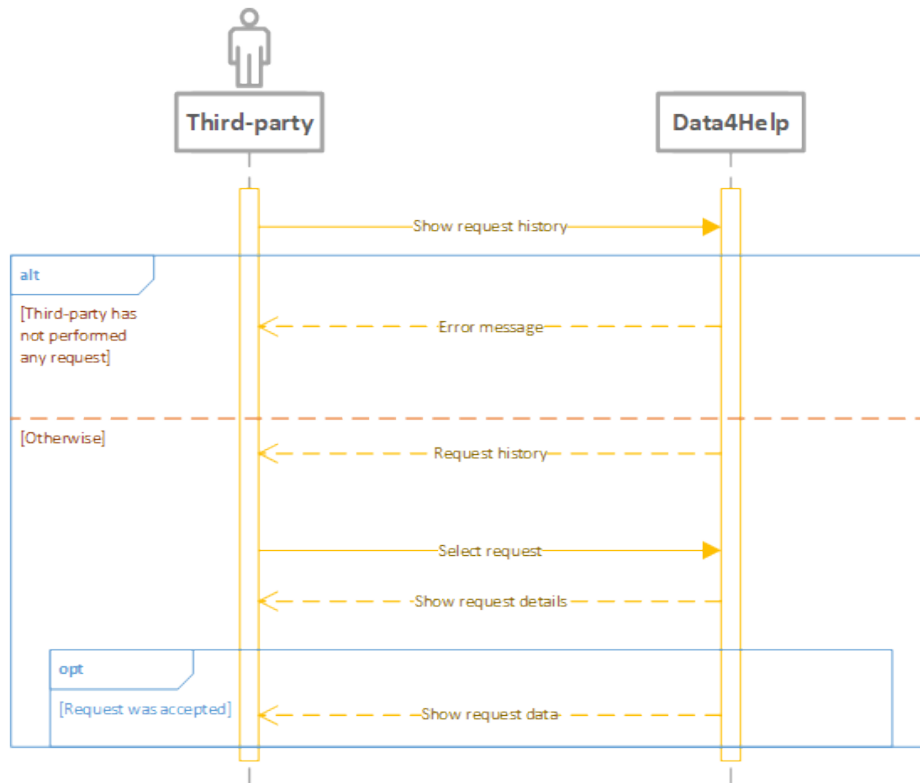 Third-party
Data4Help
Show request history
alt
[Third-party has
not performed
any request]
Error message
[Otherwise]
Request history
Select request
Show request details
opt
[Request was accepted]
Show request data